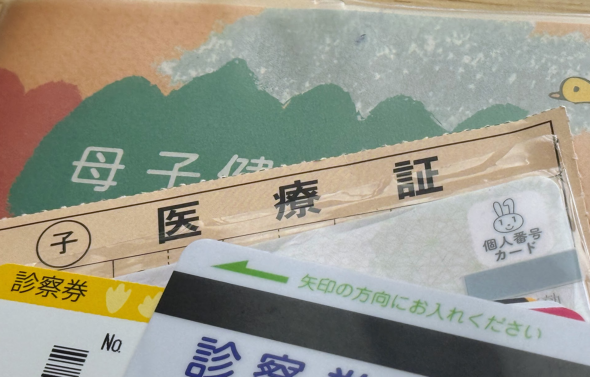 母子健
子 医療証
個人番号
カード
診察券
No.
矢印の方向にお入れください
診察